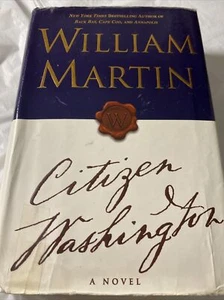 New York Times Bestselling Author of
Back Bay, Cape Cod, and Annapolis
WILLIAM
MARTIN
W
Citizen
Washington
A NOVEL